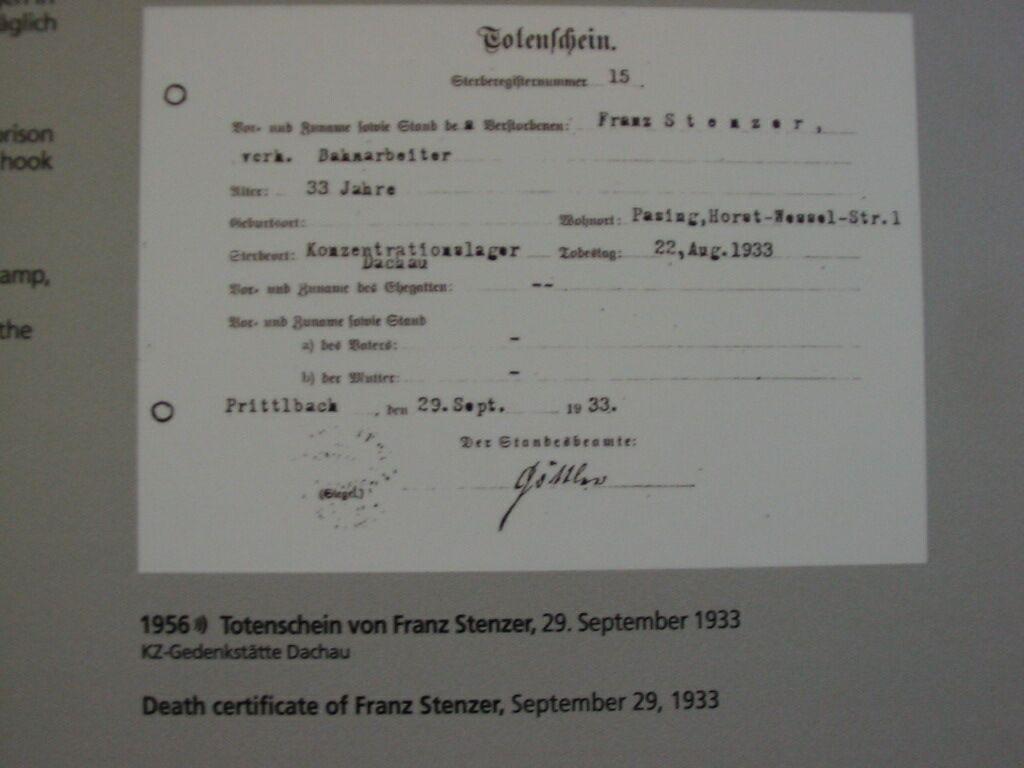 äglich
prison
hook
amp,
the
Totenschein.
Sterberegisternummer 15.
Vor- und Zuname sowie Stand des Verstorbenen: Franz Stenzer,
verh. Bahnarbeiter
Alter: 33 Jahre
Geburtsort: Wohnort: Pasing,Horst-Wessel-Str.1
Sterbeort: Konzentrationslager Todestag: 22,Aug.1933
Dachau
Vor- und Zuname des Ehegatten: --
Vor- und Zuname sowie Stand
a) des Vaters: -
b) der Mutter: -
Prittlbach, den 29.Sept. 1933.
Der Standesbeamte:
(Siegel.)
1956 Totenschein von Franz Stenzer, 29. September 1933
KZ-Gedenkstätte Dachau
Death certificate of Franz Stenzer, September 29, 1933